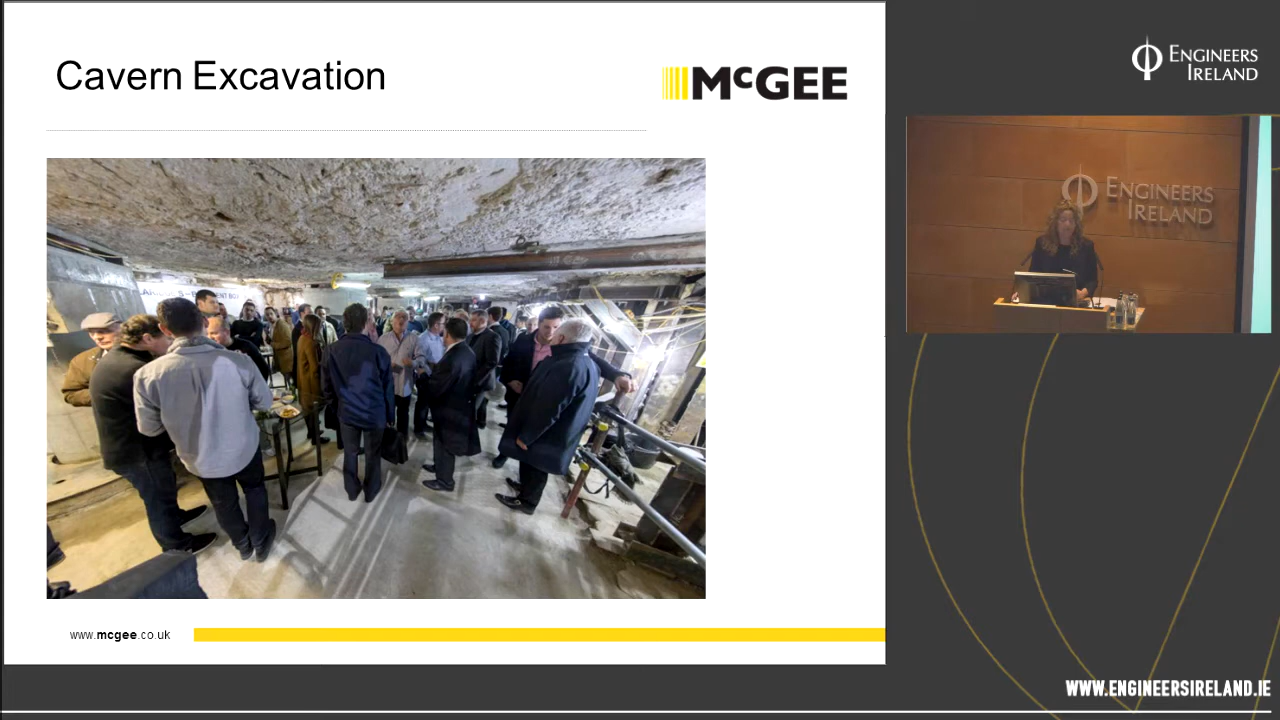 Cavern Excavation
McGEE
www.mcgee.co.uk
ENGINEERS
IRELAND
ENGINEERS
IRELAND
WWW.ENGINEERSIRELAND.IE